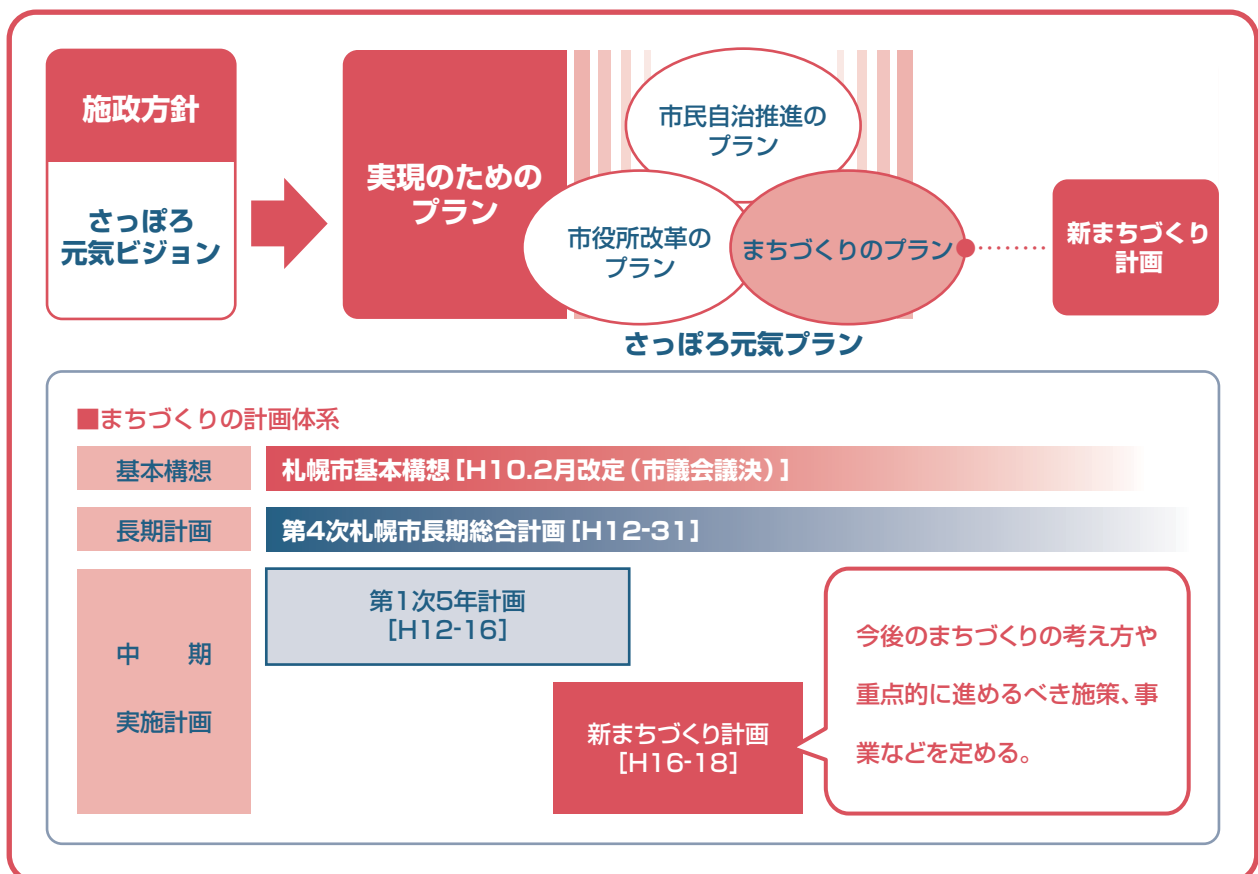 施政方針
さっぽろ
元気ビジョン
実現のための
プラン
市民自治推進の
プラン
市役所改革の
プラン
まちづくりのプラン
さっぽろ元気プラン
新まちづくり
計画
■まちづくりの計画体系
基本構想
札幌市基本構想 [H10.2月改定（市議会議決）]
長期計画
第4次札幌市長期総合計画 [H12-31]
中　　期
実施計画
第1次5年計画
[H12-16]
新まちづくり計画
[H16-18]
今後のまちづくりの考え方や
重点的に進めるべき施策、事
業などを定める。